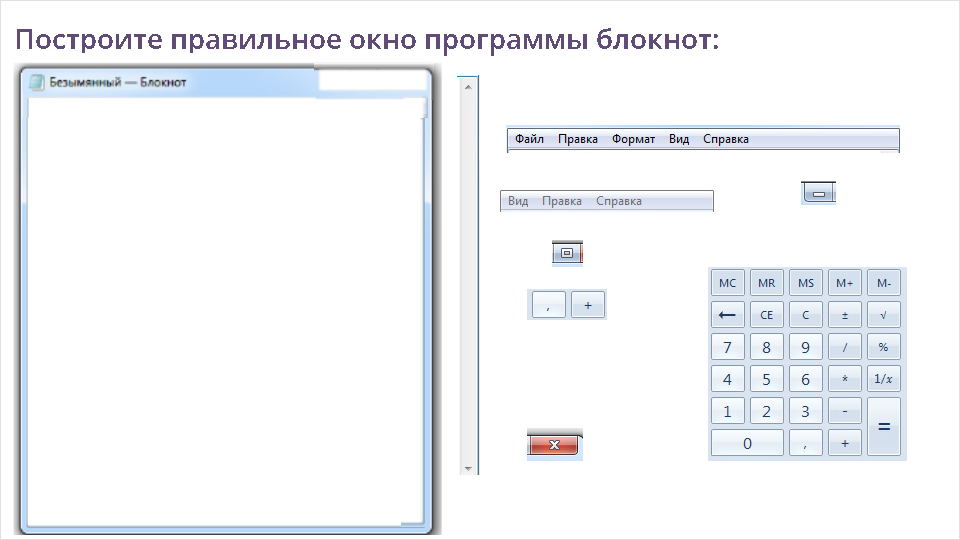 Построите правильное окно программы блокнот:
Безымянный — Блокнот
Файл Правка Формат Вид Справка
Вид Правка Справка
, +
x
MC MR MS M+ M-
← CE C ± √
7 8 9 / %
4 5 6 * 1/x
1 2 3 - =
0 , +